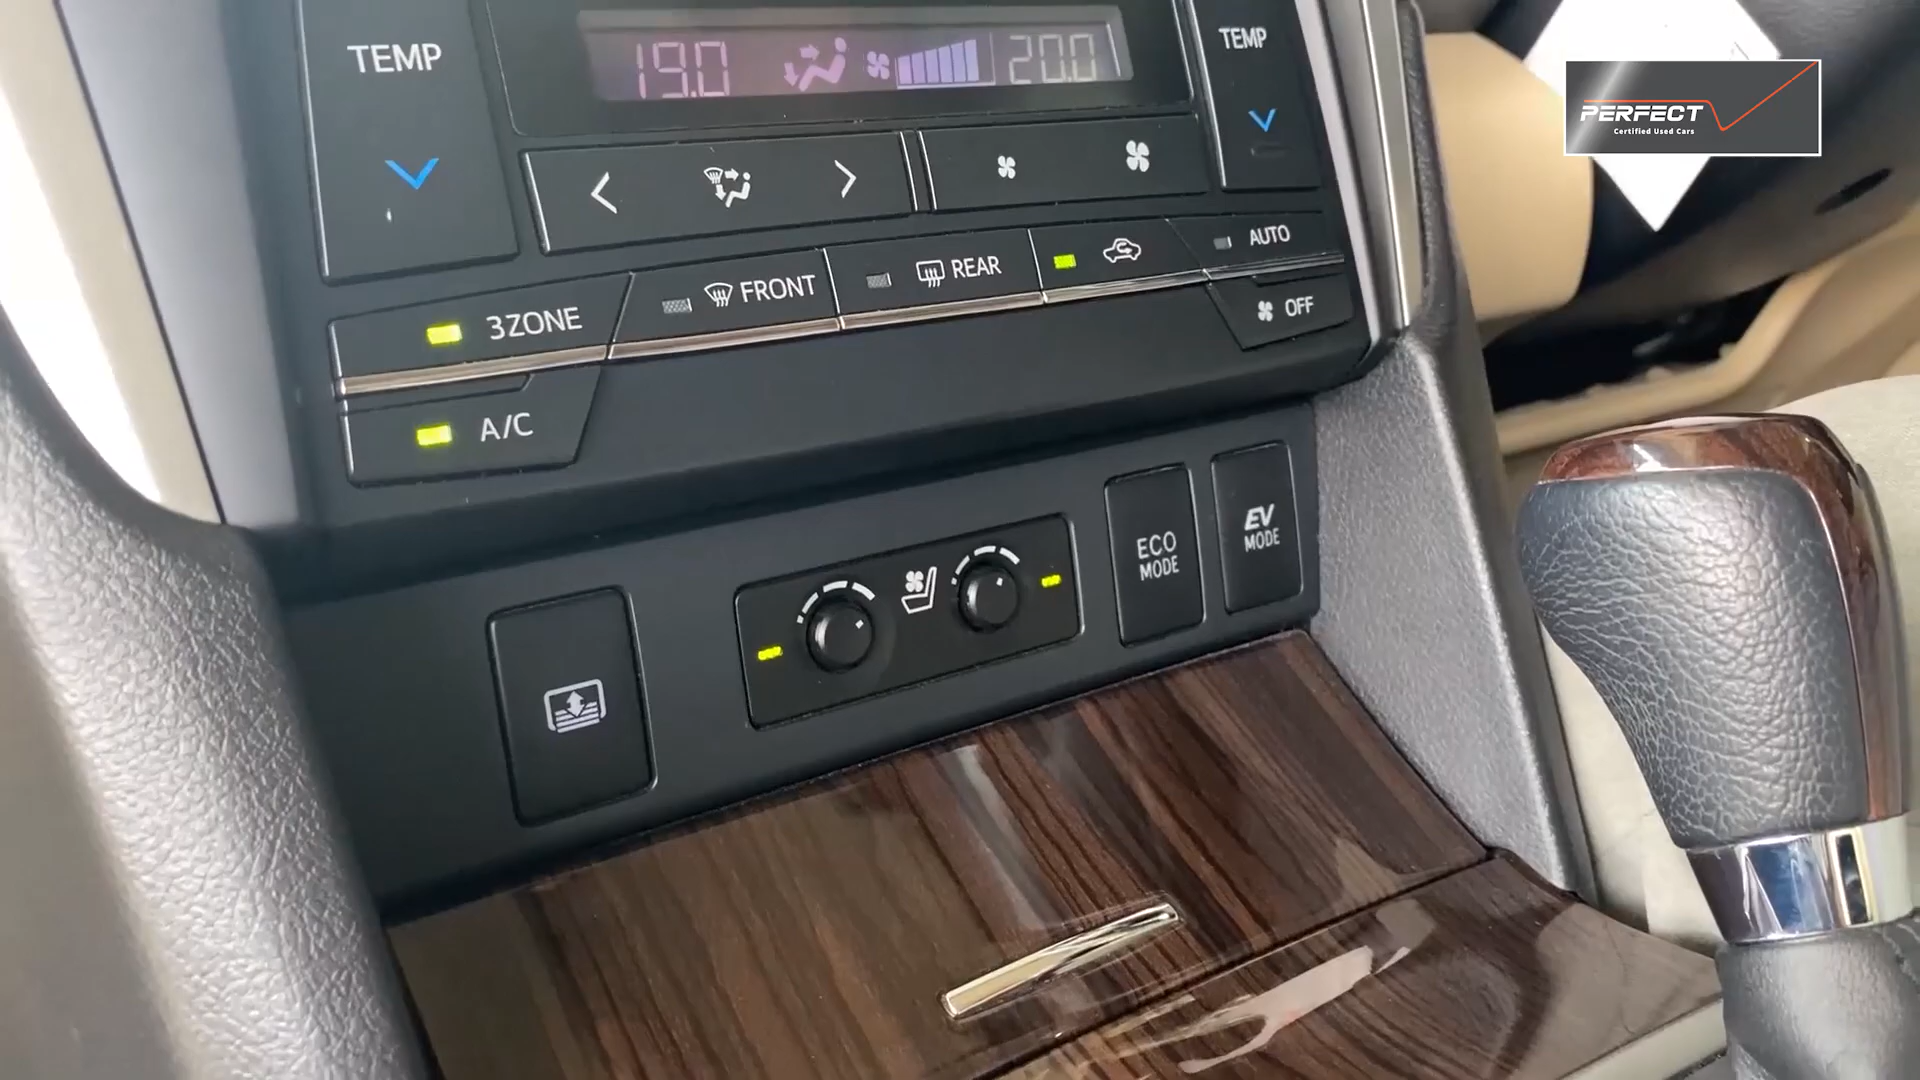 TEMP
19.0
20.0
TEMP
PERFECT
Certified Used Cars
3ZONE
FRONT
REAR
AUTO
OFF
A/C
ECO
MODE
EV
MODE